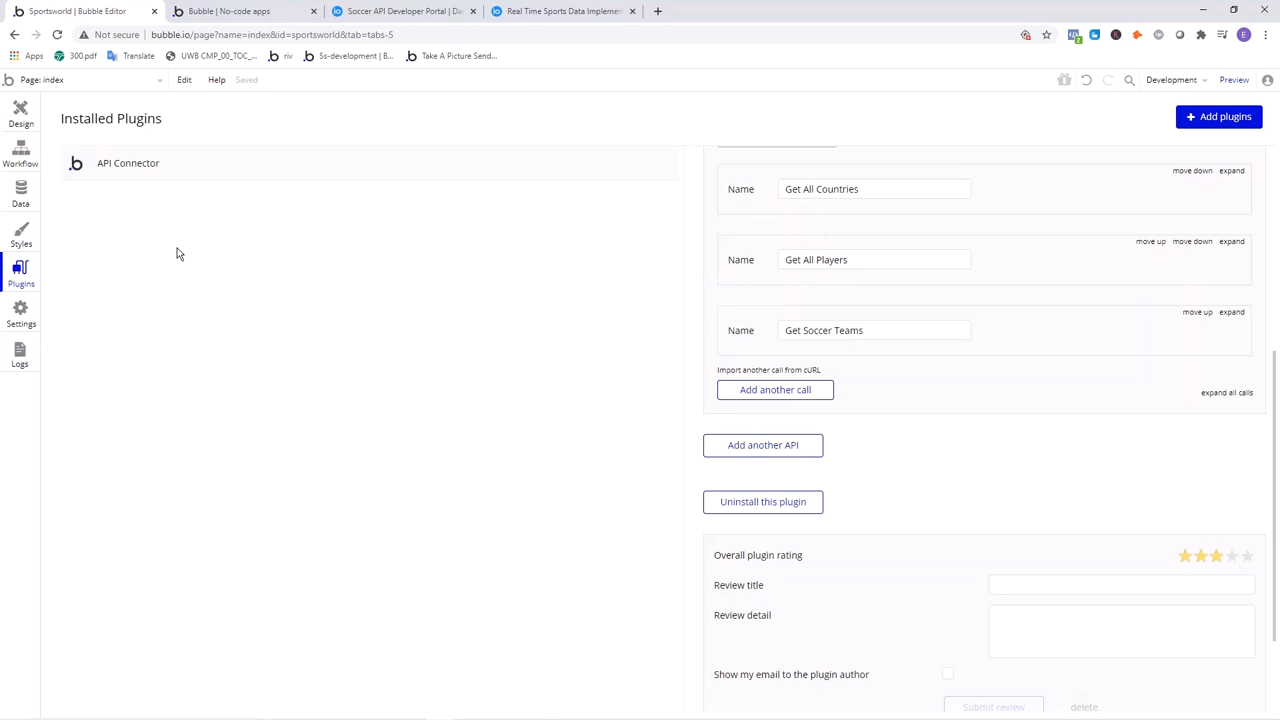 Sportsworld | Bubble Editor
Bubble | No-code apps
Soccer API Developer Portal | Dat
Real Time Sports Data Implemen
Not secure
bubble.io/page?name=index&id=sportsworld&tab=tabs-5
E
Apps
300.pdf
Translate
UWB CMP_00_TOC_...
riv
Ss-development | B...
Take A Picture Send...
Page: index
Edit
Help
Saved
Development
Preview
Design
Workflow
Data
Styles
Plugins
Settings
Logs
Installed Plugins
+ Add plugins
API Connector
move down expand
Name Get All Countries
move up move down expand
Name Get All Players
move up expand
Name Get Soccer Teams
Import another call from cURL
Add another call
expand all calls
Add another API
Uninstall this plugin
Overall plugin rating
Review title
Review detail
Show my email to the plugin author
Submit review
delete